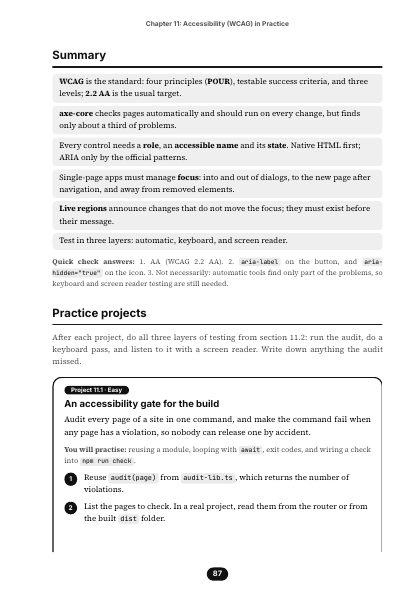 Chapter 11: Accessibility (WCAG) in Practice
Summary
WCAG is the standard: four principles (POUR), testable success criteria, and three
levels; 2.2 AA is the usual target.
axe-core checks pages automatically and should run on every change, but finds
only about a third of problems.
Every control needs a role, an accessible name and its state. Native HTML first;
ARIA only by the official patterns.
Single-page apps must manage focus: into and out of dialogs, to the new page after
navigation, and away from removed elements.
Live regions announce changes that do not move the focus; they must exist before
their message.
Test in three layers: automatic, keyboard, and screen reader.
Quick check answers: 1. AA (WCAG 2.2 AA). 2. aria-label on the button, and aria-
hidden="true" on the icon. 3. Not necessarily: automatic tools find only part of the problems, so
keyboard and screen reader testing are still needed.
Practice projects
After each project, do all three layers of testing from section 11.2: run the audit, do a
keyboard pass, and listen to it with a screen reader. Write down anything the audit
missed.
Project 11.1 · Easy
An accessibility gate for the build
Audit every page of a site in one command, and make the command fail when
any page has a violation, so nobody can release one by accident.
You will practise: reusing a module, looping with await, exit codes, and wiring a check
into npm run check.
1 Reuse audit(page) from audit-lib.ts, which returns the number of
violations.
2 List the pages to check. In a real project, read them from the router or from
the built dist folder.
87